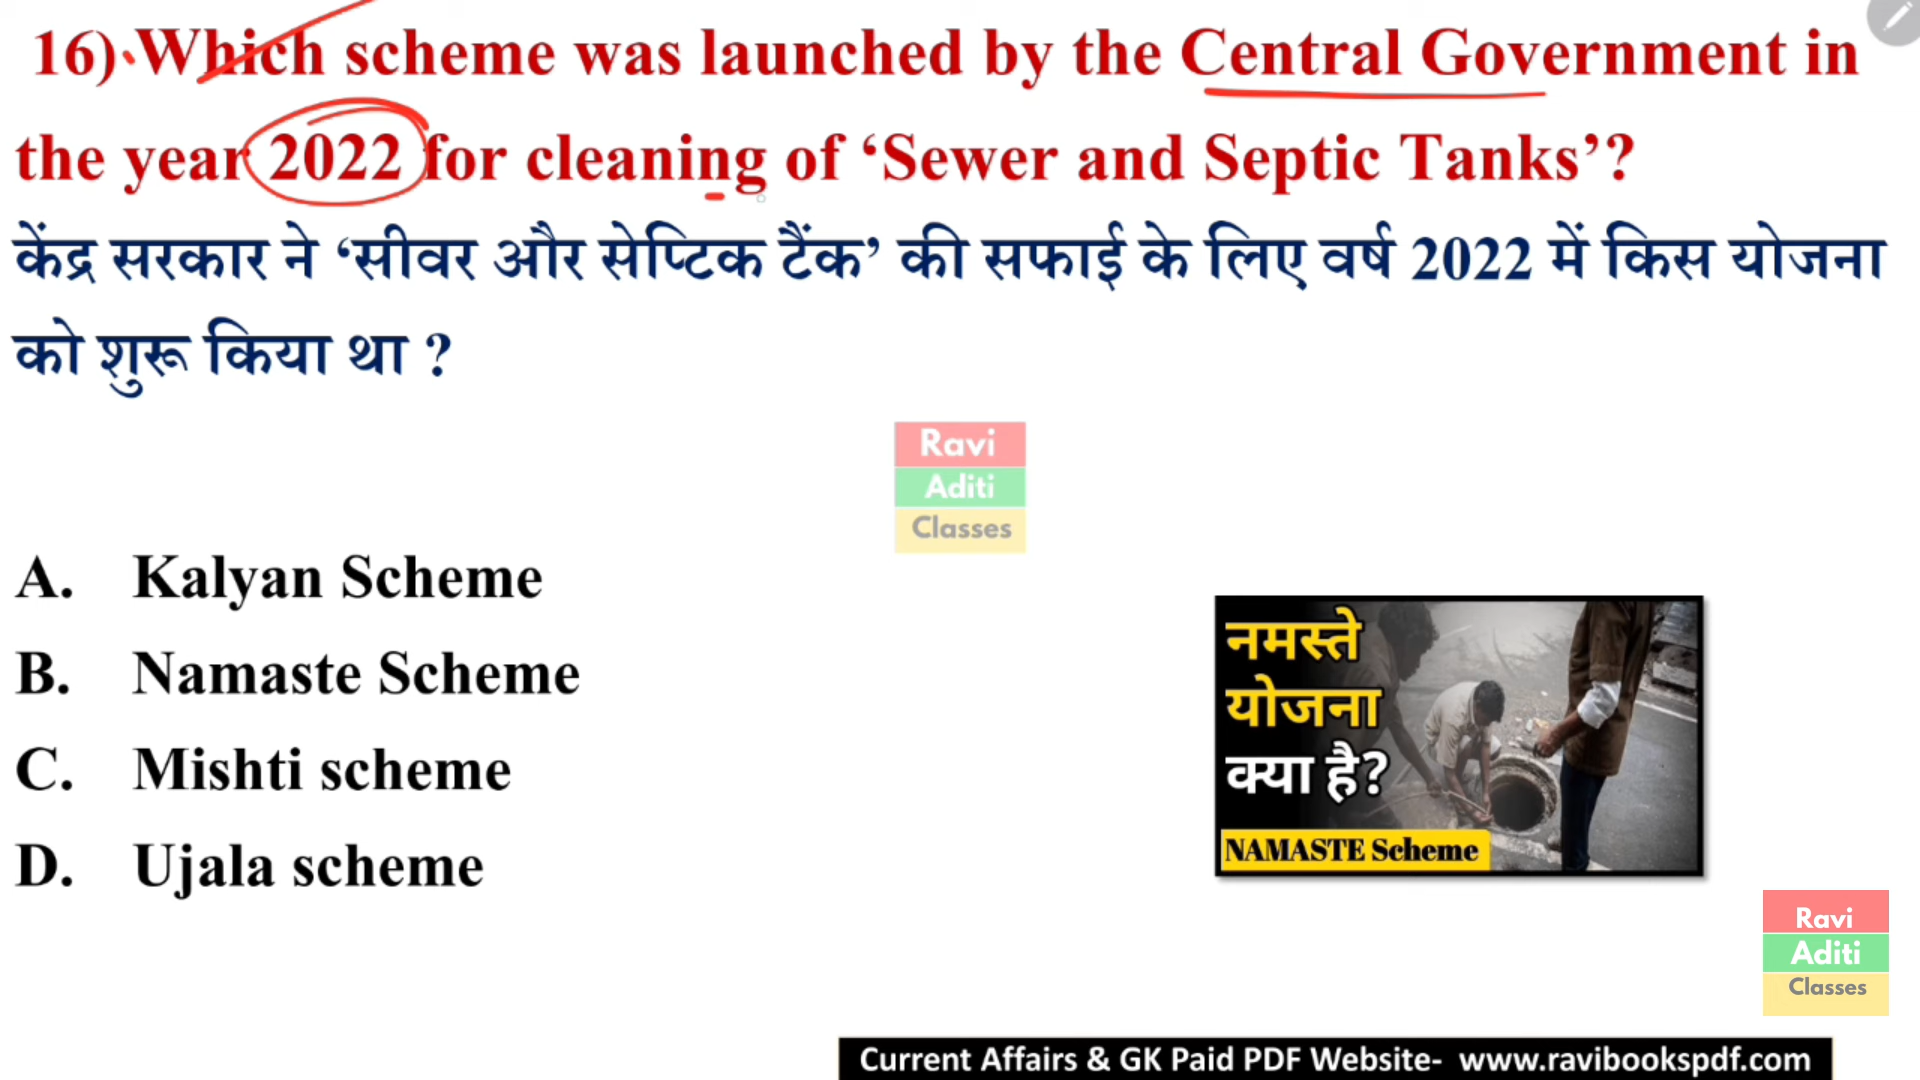 16) Which scheme was launched by the Central Government in
the year 2022 for cleaning of ‘Sewer and Septic Tanks’?
केंद्र सरकार ने ‘सीवर और सेप्टिक टैंक’ की सफाई के लिए वर्ष 2022 में किस योजना
को शुरू किया था ?
Ravi
Aditi
Classes
A. Kalyan Scheme
B. Namaste Scheme
C. Mishti scheme
D. Ujala scheme
नमस्ते
योजना
क्या है?
NAMASTE Scheme
Ravi
Aditi
Classes
Current Affairs & GK Paid PDF Website- www.ravibookspdf.com